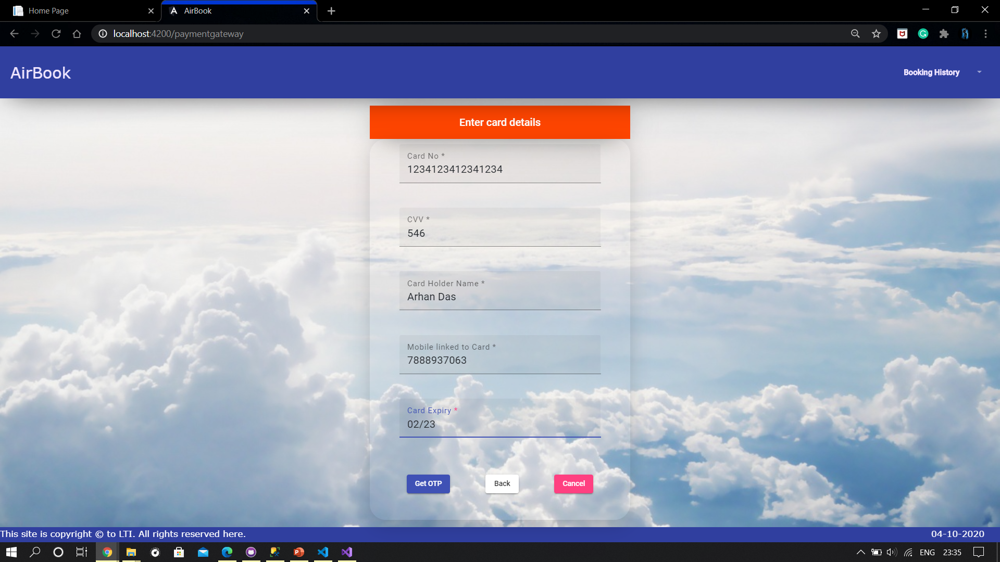 Home Page
AirBook
localhost:4200/paymentgateway
AirBook
Booking History
Enter card details
Card No *
1234123412341234
CVV *
546
Card Holder Name *
Arhan Das
Mobile linked to Card *
7888937063
Card Expiry *
02/23
Get OTP
Back
Cancel
This site is copyright © to LTI. All rights reserved here.
04-10-2020
ENG
23:35